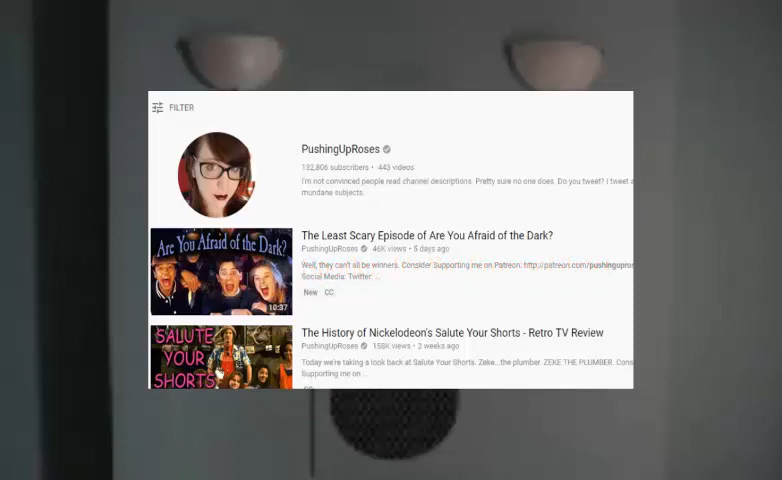 FILTER
PushingUpRoses
132,806 subscribers • 443 videos
I'm not convinced people read channel descriptions. Pretty sure no one does. Do you tweet? I tweet a
mundane subjects.
Are You Afraid of the Dark?
10:37
The Least Scary Episode of Are You Afraid of the Dark?
PushingUpRoses 46K views • 5 days ago
Well, they can't all be winners. Consider Supporting me on Patreon: http://patreon.com/pushingupros
Social Media: Twitter: ...
New CC
SALUTE
YOUR
SHORTS
The History of Nickelodeon's Salute Your Shorts - Retro TV Review
PushingUpRoses 158K views • 2 weeks ago
Today we're taking a look back at Salute Your Shorts. Zeke...the plumber. ZEKE THE PLUMBER. Cons
Supporting me on ...